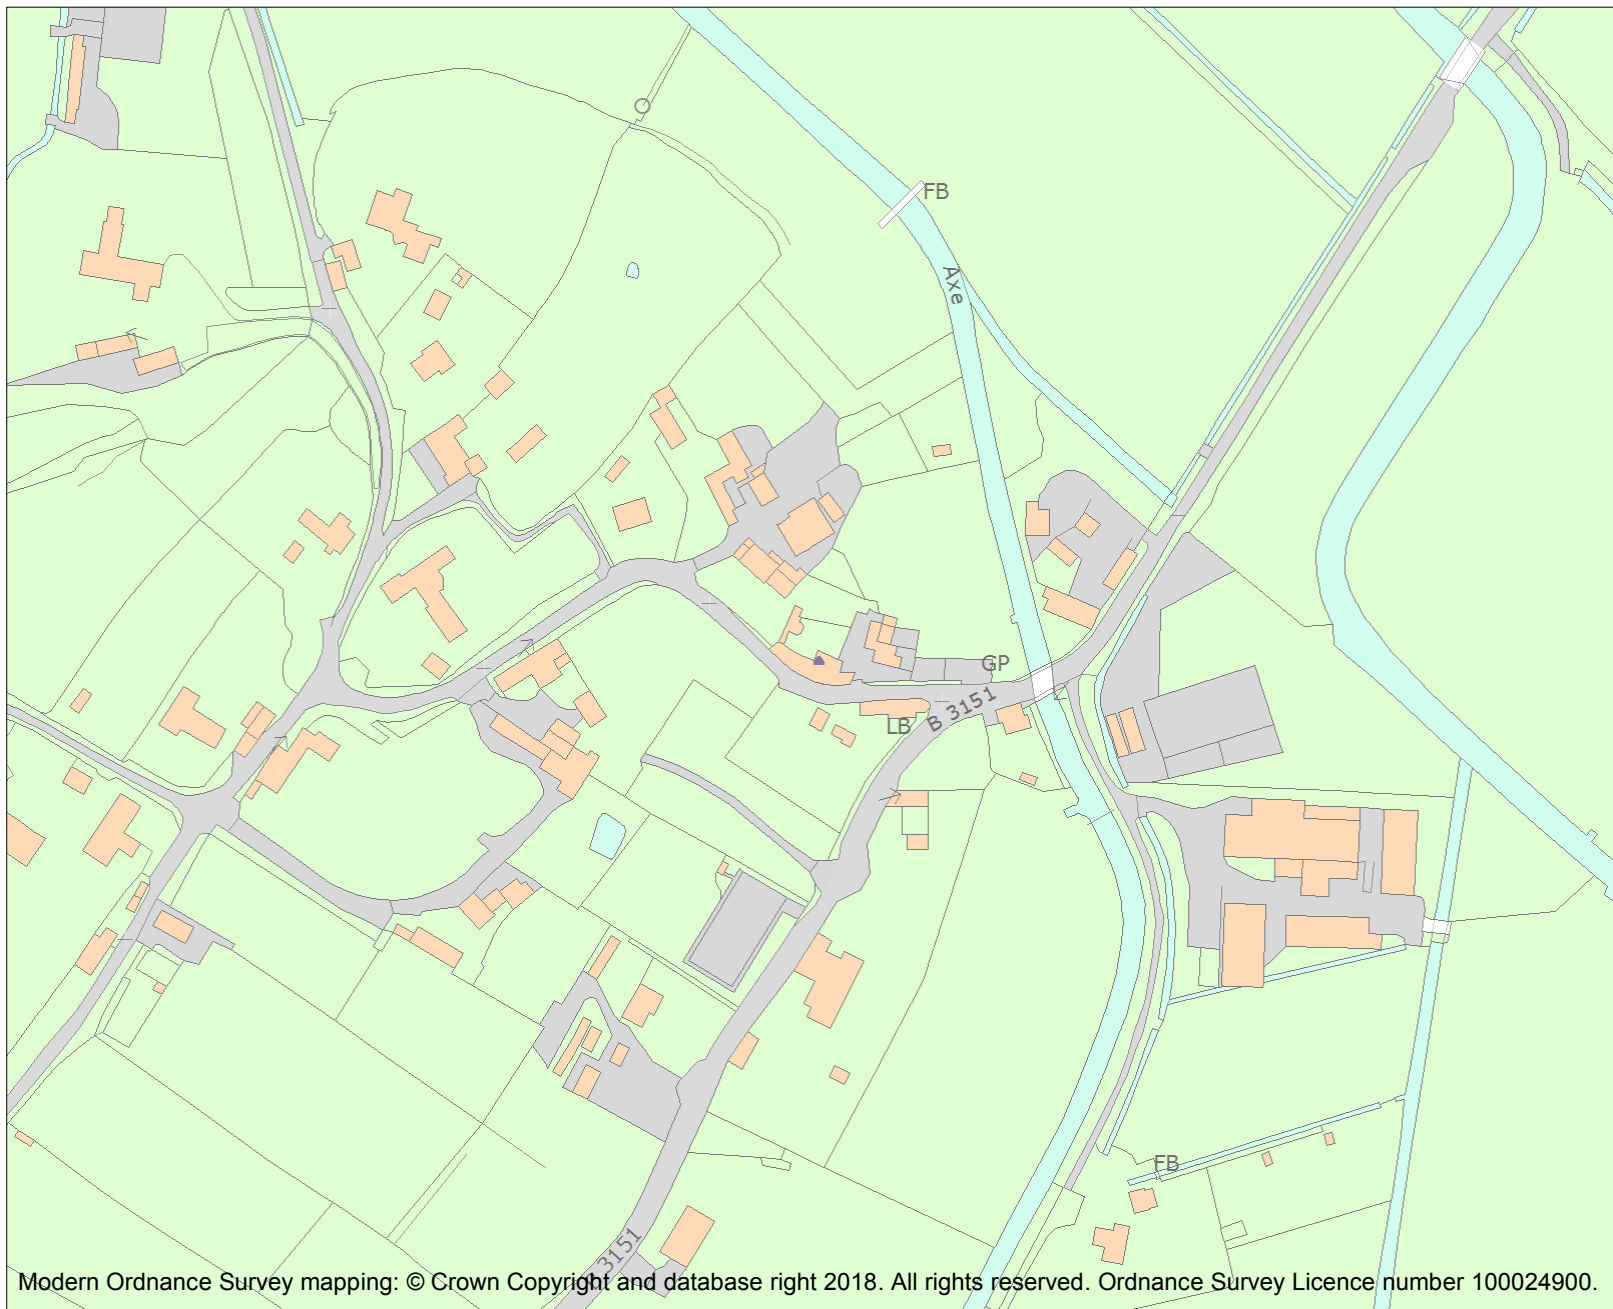 FB
Axe
GP
B 3151
LB
FB
3151
Modern Ordnance Survey mapping: © Crown Copyright and database right 2018. All rights reserved. Ordnance Survey Licence number 100024900.